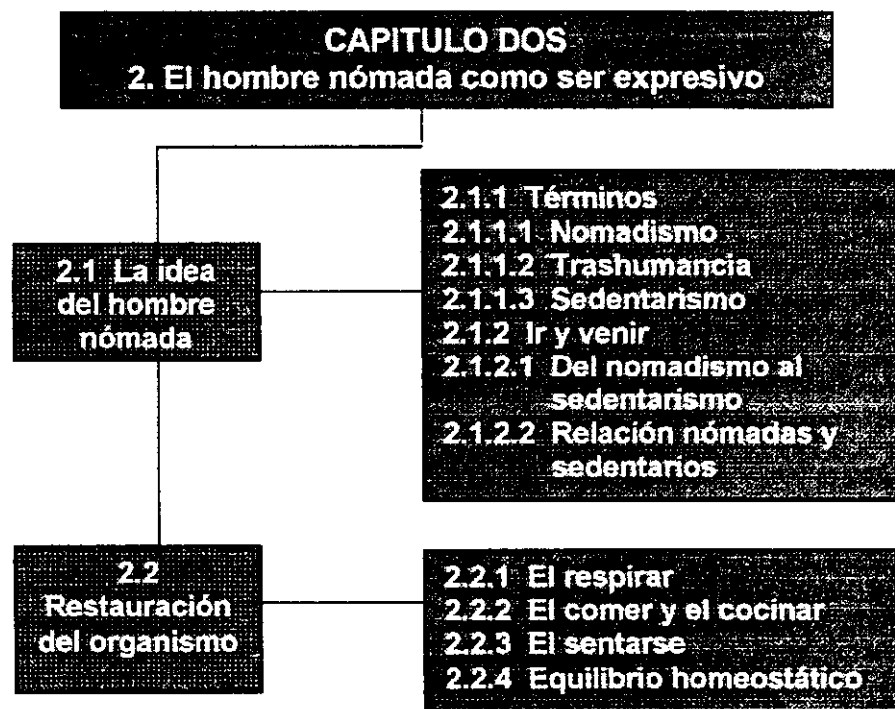 CAPITULO DOS
2. El hombre nómada como ser expresivo
2.1 La idea
del hombre
nómada
2.1.1 Términos
2.1.1.1 Nomadismo
2.1.1.2 Trashumancia
2.1.1.3 Sedentarismo
2.1.2 Ir y venir
2.1.2.1 Del nomadismo al
sedentarismo
2.1.2.2 Relación nómadas y
sedentarios
2.2
Restauración
del organismo
2.2.1 El respirar
2.2.2 El comer y el cocinar
2.2.3 El sentarse
2.2.4 Equilibrio homeostático